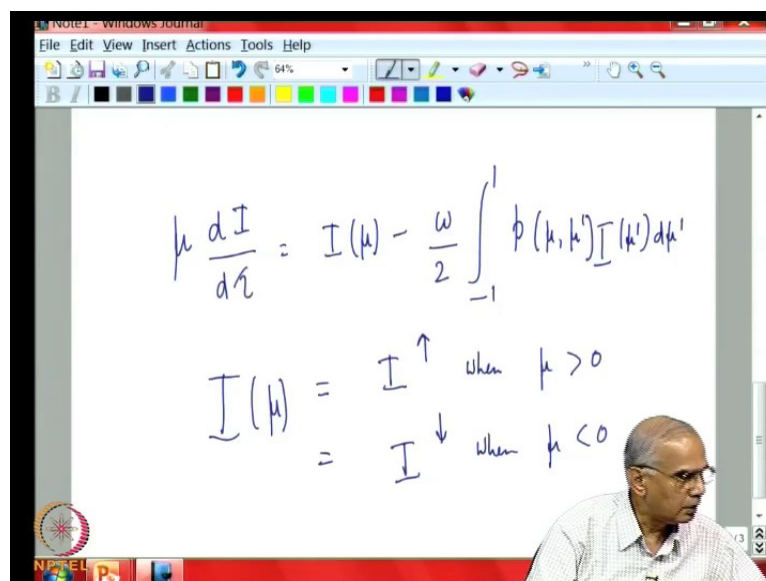 Note1 - Windows Journal
File Edit View Insert Actions Tools Help
64%
B I
μ dI/dτ = I(μ) - ω/2 ∫₋₁¹ p(μ, μ') I(μ') dμ'
I(μ) = I↑ when μ > 0
= I↓ when μ < 0
/3
NPTEL